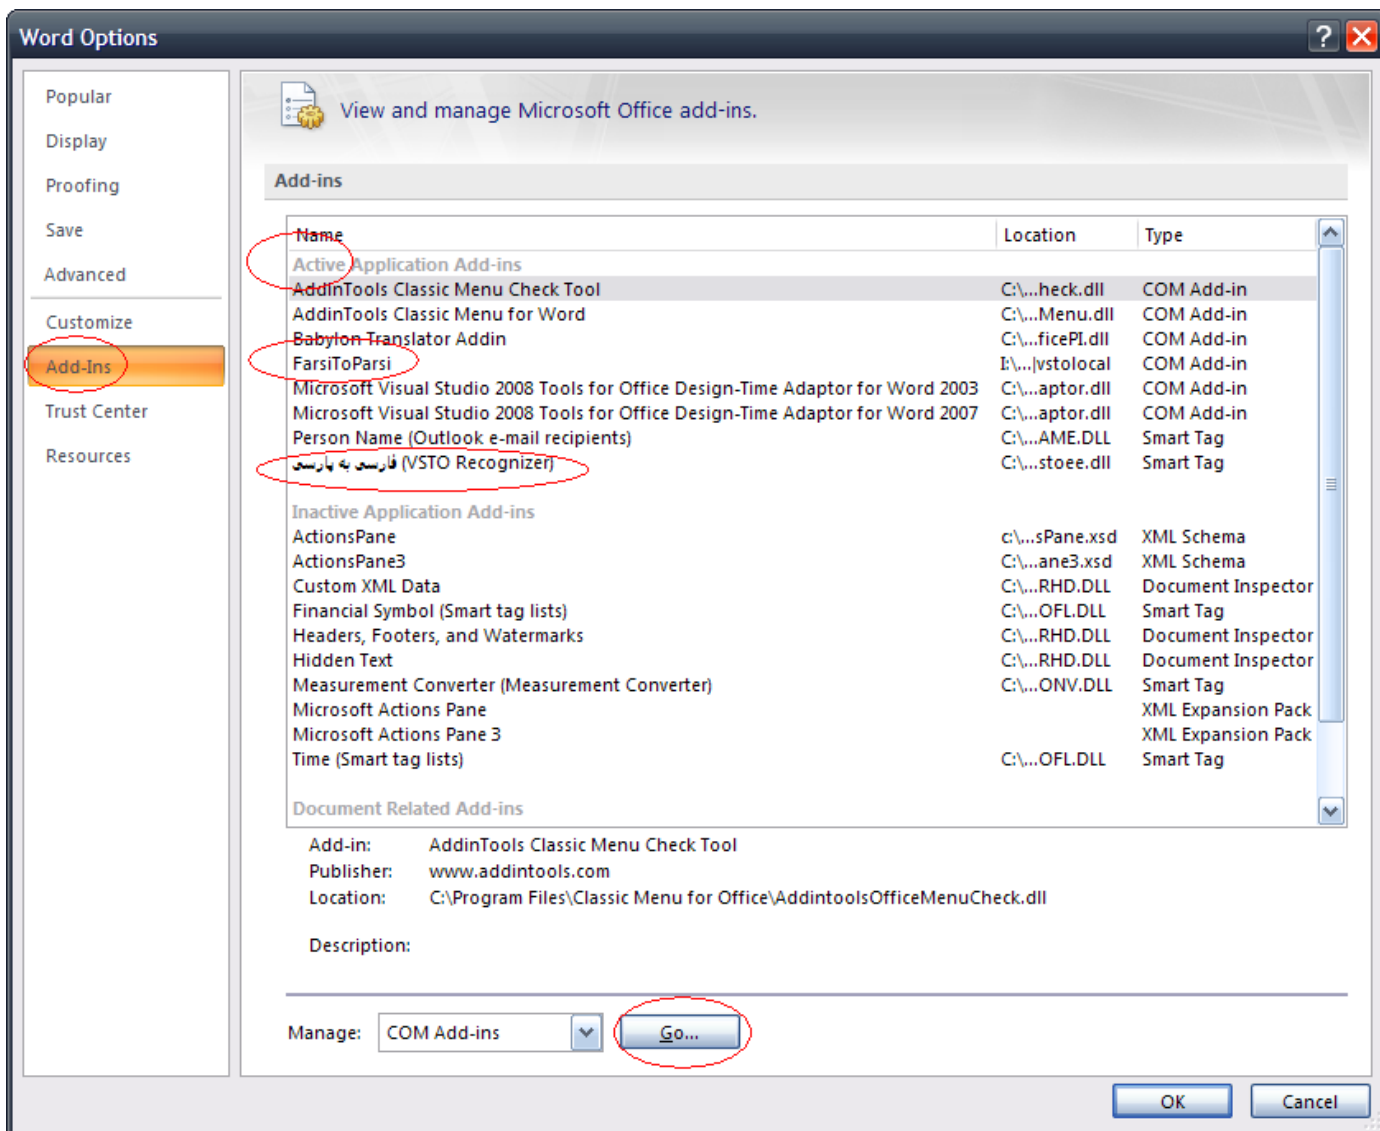 Word Options
Popular
Display
Proofing
Save
Advanced
Customize
Add-Ins
Trust Center
Resources
View and manage Microsoft Office add-ins.
Add-ins
Name Location Type
Active Application Add-ins
AddinTools Classic Menu Check Tool C:\...heck.dll COM Add-in
AddinTools Classic Menu for Word C:\...Menu.dll COM Add-in
Babylon Translator Addin C:\...ficePI.dll COM Add-in
FarsiToParsi I:\...|vstolocal COM Add-in
Microsoft Visual Studio 2008 Tools for Office Design-Time Adaptor for Word 2003 C:\...aptor.dll COM Add-in
Microsoft Visual Studio 2008 Tools for Office Design-Time Adaptor for Word 2007 C:\...aptor.dll COM Add-in
Person Name (Outlook e-mail recipients) C:\...AME.DLL Smart Tag
فارسی به پارسی (VSTO Recognizer) C:\...stoee.dll Smart Tag
Inactive Application Add-ins
ActionsPane c:\...sPane.xsd XML Schema
ActionsPane3 C:\...ane3.xsd XML Schema
Custom XML Data C:\...RHD.DLL Document Inspector
Financial Symbol (Smart tag lists) C:\...OFL.DLL Smart Tag
Headers, Footers, and Watermarks C:\...RHD.DLL Document Inspector
Hidden Text C:\...RHD.DLL Document Inspector
Measurement Converter (Measurement Converter) C:\...ONV.DLL Smart Tag
Microsoft Actions Pane XML Expansion Pack
Microsoft Actions Pane 3 XML Expansion Pack
Time (Smart tag lists) C:\...OFL.DLL Smart Tag
Document Related Add-ins
Add-in: AddinTools Classic Menu Check Tool
Publisher: www.addintools.com
Location: C:\Program Files\Classic Menu for Office\AddintoolsOfficeMenuCheck.dll
Description:
Manage: COM Add-ins Go...
OK Cancel